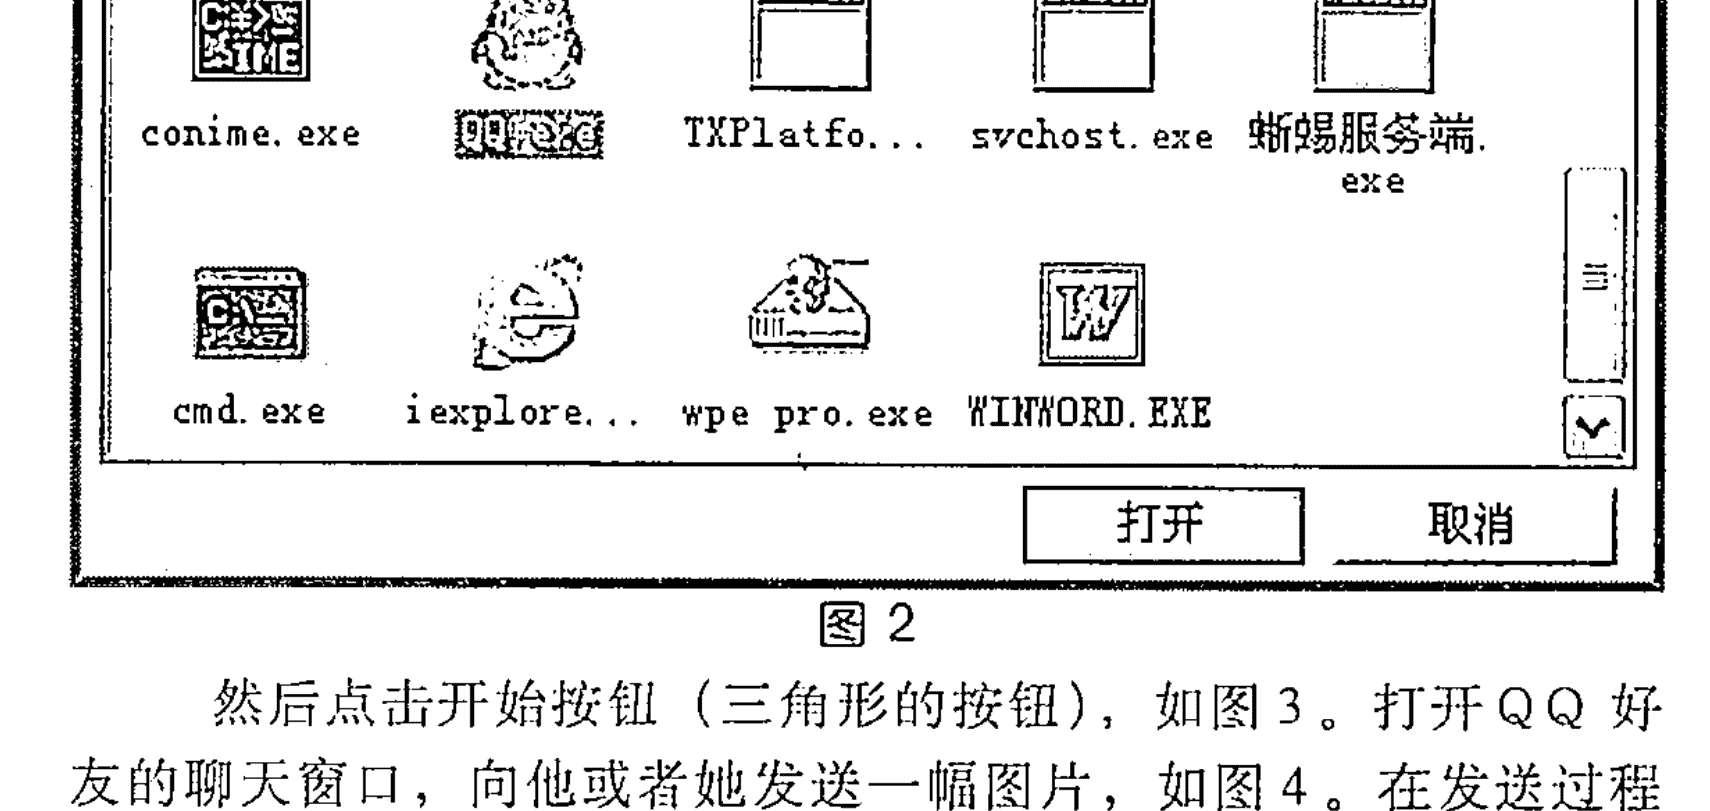 C:\>
IME
conime.exe
TXPlatfo...
svchost.exe
蜥蜴服务端.
exe
C:\
W
cmd.exe
iexplore...
wpe pro.exe
WINWORD.EXE
打开
取消
图 2
然后点击开始按钮（三角形的按钮），如图 3 。打开QQ 好
友的聊天窗口，向他或者她发送一幅图片，如图 4 。在发送过程